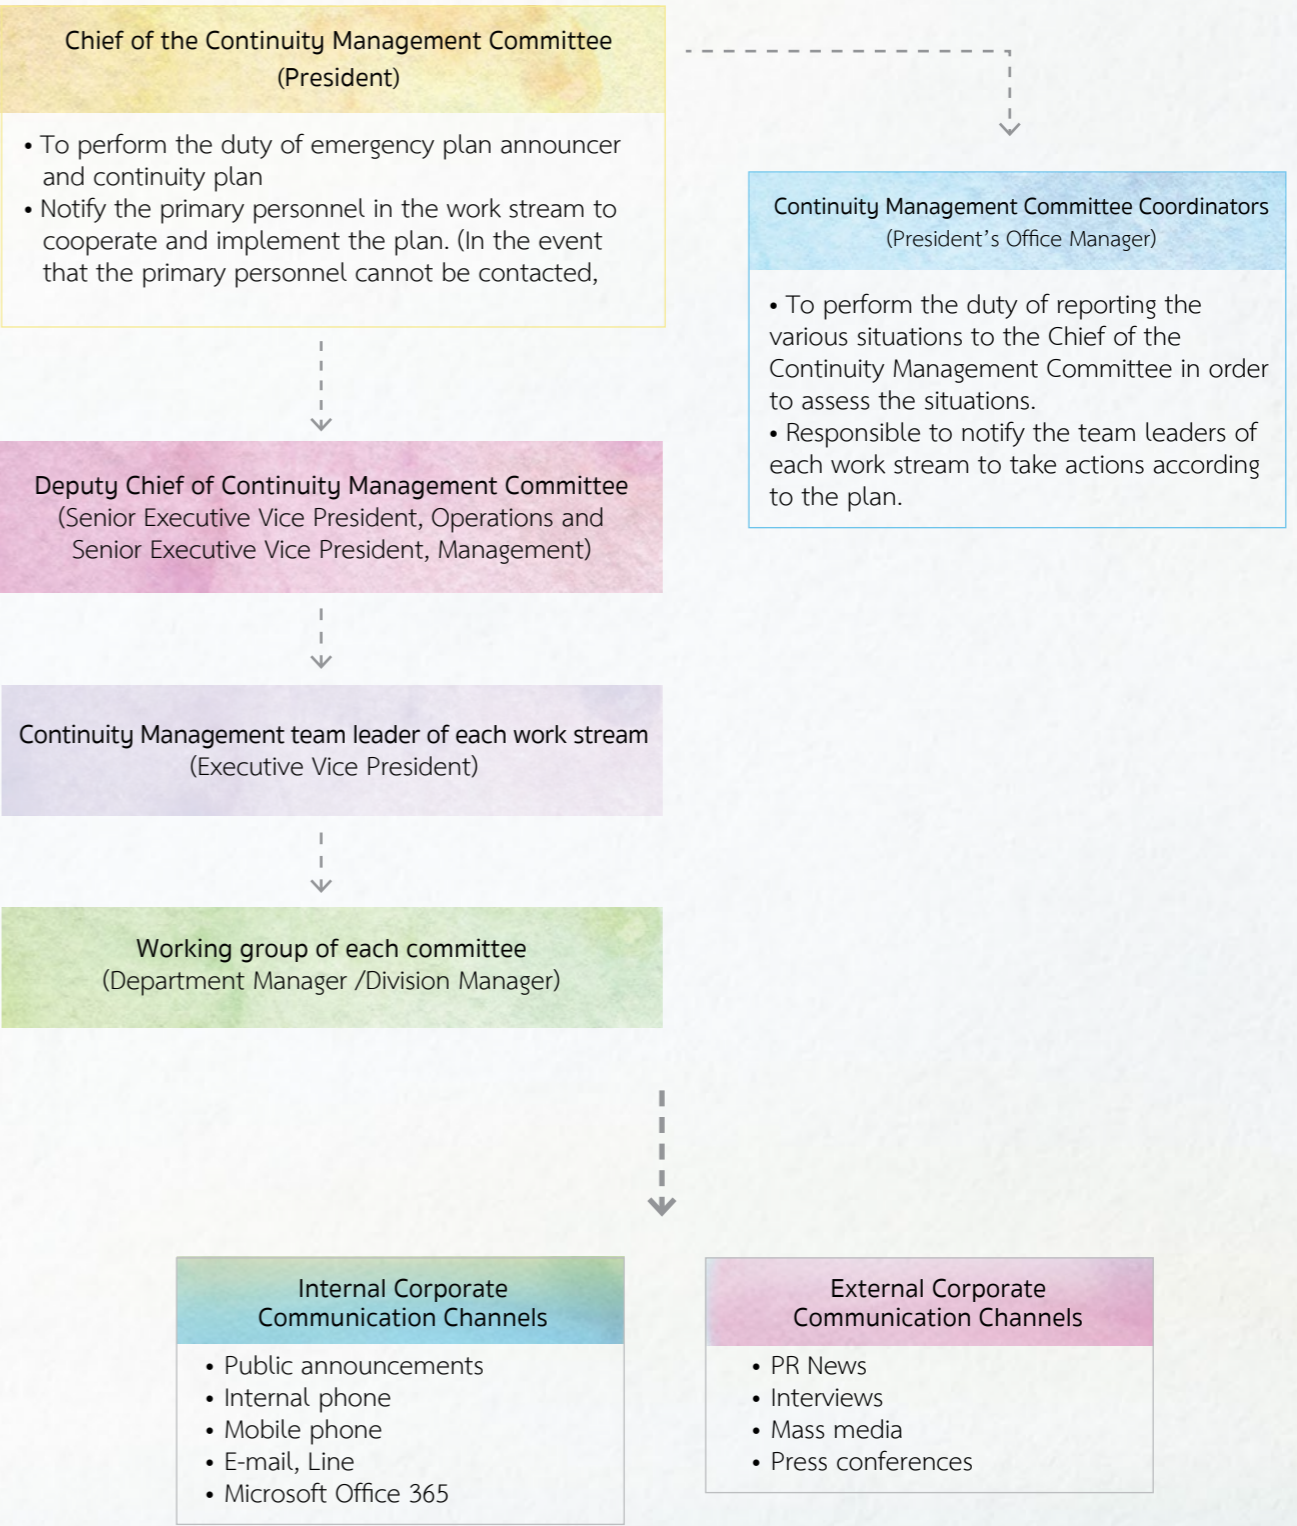 Chief of the Continuity Management Committee
(President)
• To perform the duty of emergency plan announcer
and continuity plan
• Notify the primary personnel in the work stream to
cooperate and implement the plan. (In the event
that the primary personnel cannot be contacted,
Continuity Management Committee Coordinators
(President's Office Manager)
• To perform the duty of reporting the
various situations to the Chief of the
Continuity Management Committee in order
to assess the situations.
• Responsible to notify the team leaders of
each work stream to take actions according
to the plan.
Deputy Chief of Continuity Management Committee
(Senior Executive Vice President, Operations and
Senior Executive Vice President, Management)
Continuity Management team leader of each work stream
(Executive Vice President)
Working group of each committee
(Department Manager /Division Manager)
Internal Corporate
Communication Channels
• Public announcements
• Internal phone
• Mobile phone
• E-mail, Line
• Microsoft Office 365
External Corporate
Communication Channels
• PR News
• Interviews
• Mass media
• Press conferences